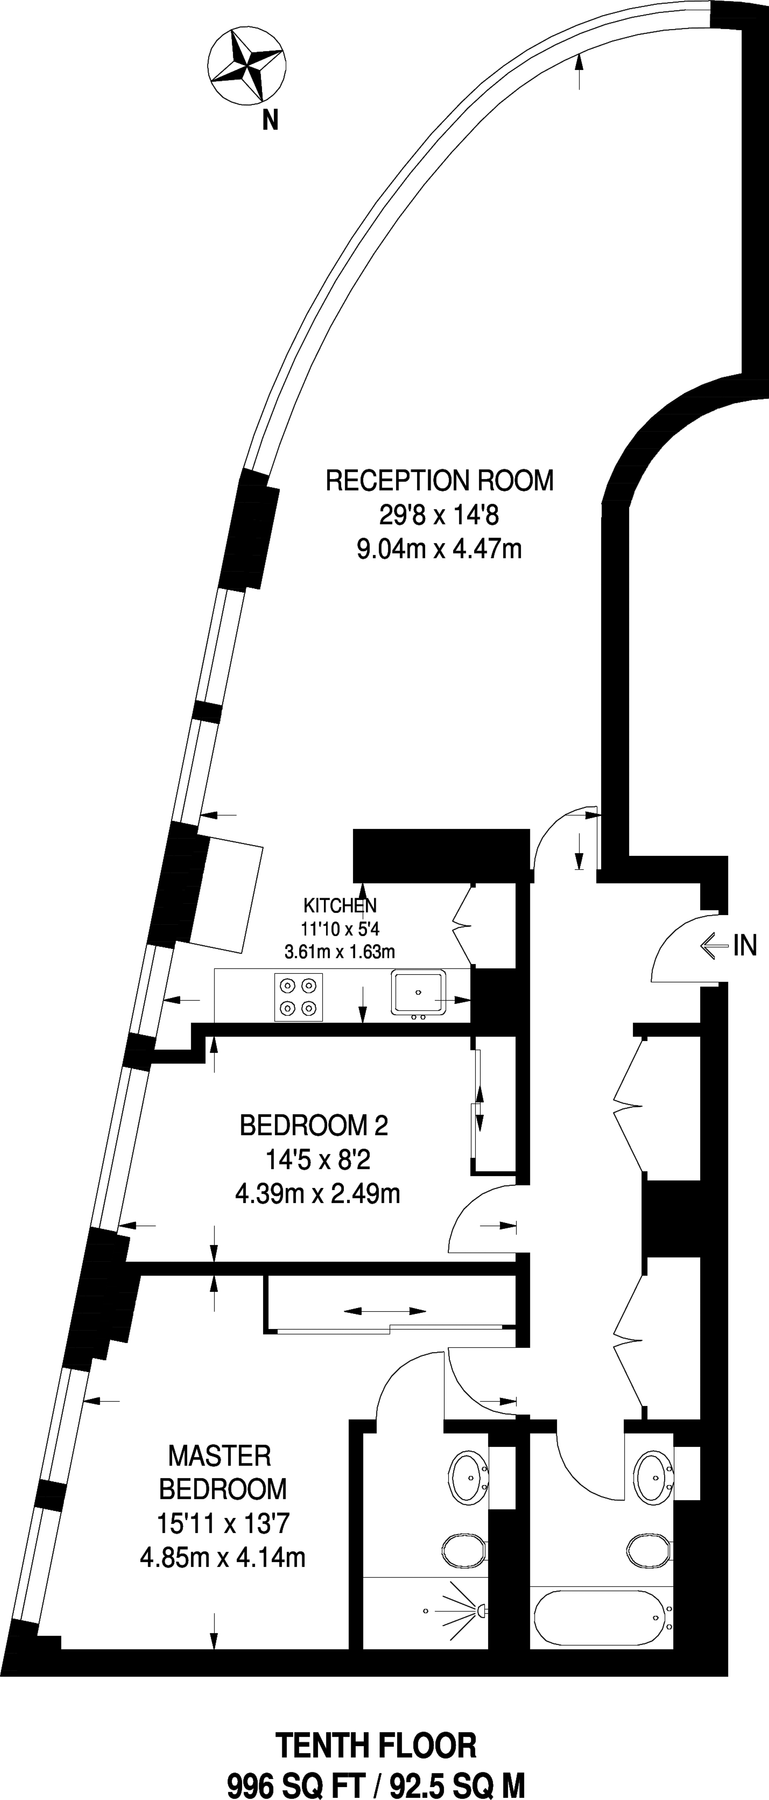 N
RECEPTION ROOM
29'8 x 14'8
9.04m x 4.47m
KITCHEN
11'10 x 5'4
3.61m x 1.63m
IN
BEDROOM 2
14'5 x 8'2
4.39m x 2.49m
MASTER
BEDROOM
15'11 x 13'7
4.85m x 4.14m
TENTH FLOOR
996 SQ FT / 92.5 SQ M